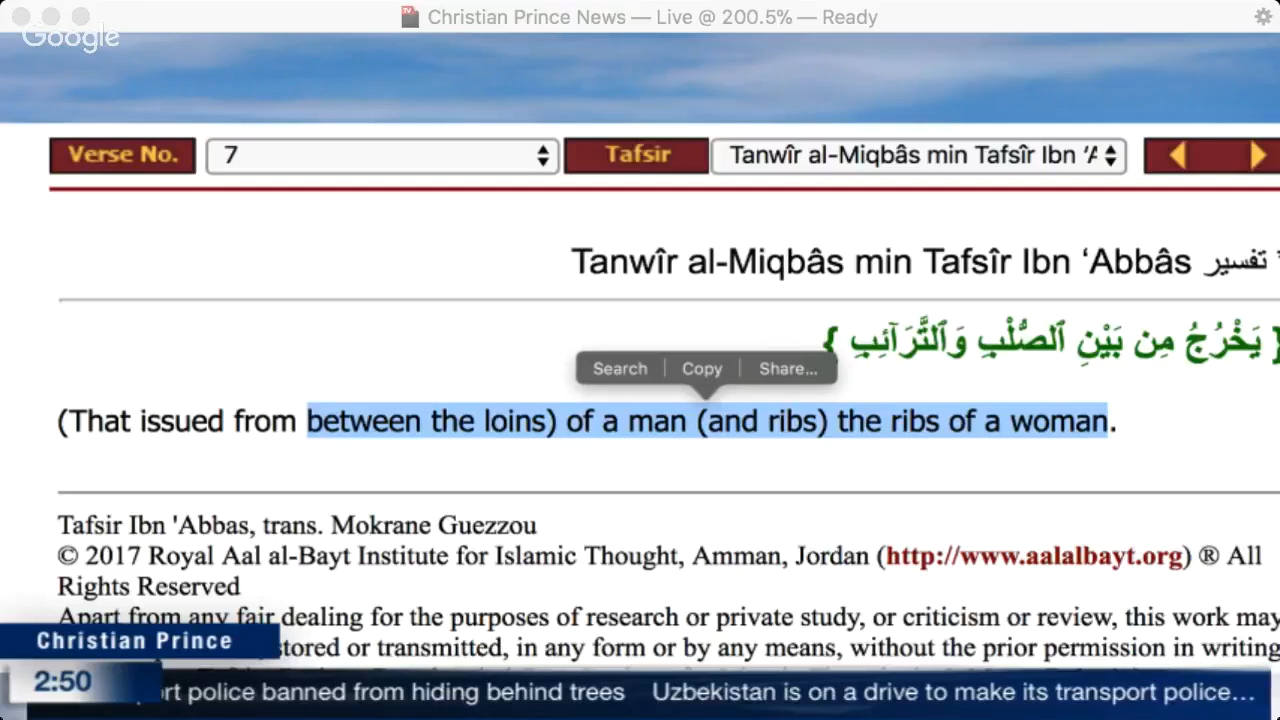 Christian Prince News — Live @ 200.5% — Ready
Google
Verse No. 7 Tafsir Tanwîr al-Miqbâs min Tafsîr Ibn ‘A
Tanwîr al-Miqbâs min Tafsîr Ibn ‘Abbâs تفسير
{ يَخْرُجُ مِن بَيْنِ ٱلصُّلْبِ وَٱلتَّرَآئِبِ }
Search Copy Share...
(That issued from between the loins) of a man (and ribs) the ribs of a woman.
Tafsir Ibn 'Abbas, trans. Mokrane Guezzou
© 2017 Royal Aal al-Bayt Institute for Islamic Thought, Amman, Jordan (http://www.aalalbayt.org) ® All
Rights Reserved
Apart from any fair dealing for the purposes of research or private study, or criticism or review, this work may
Christian Prince
stored or transmitted, in any form or by any means, without the prior permission in writing
2:50
ort police banned from hiding behind trees Uzbekistan is on a drive to make its transport police...